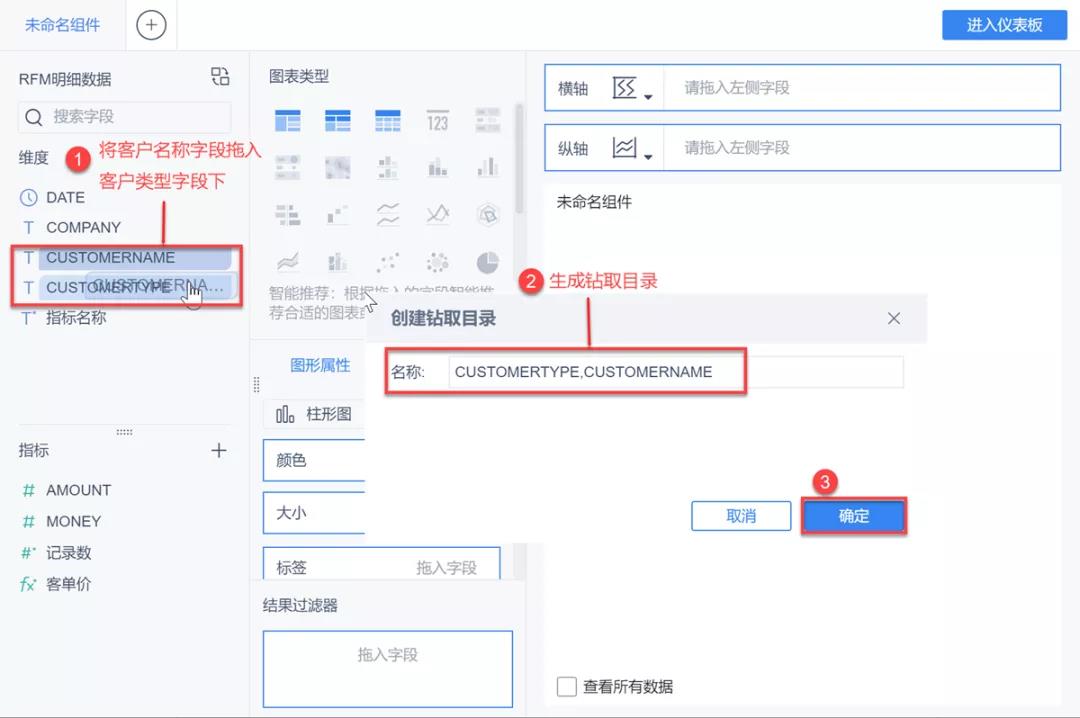 未命名组件
进入仪表板
RFM明细数据
搜索字段
维度
1 将客户名称字段拖入
客户类型字段下
DATE
COMPANY
CUSTOMERNAME
CUSTOMERTYPE
CUSTOMERNA...
指标名称
指标
AMOUNT
MONEY
记录数
客单价
图表类型
123
智能推荐：根据拖入的字段智能推
荐合适的图表
图形属性
柱形图
颜色
大小
标签 拖入字段
结果过滤器
拖入字段
横轴 请拖入左侧字段
纵轴 请拖入左侧字段
未命名组件
2 生成钻取目录
创建钻取目录
名称: CUSTOMERTYPE,CUSTOMERNAME
3
取消 确定
查看所有数据